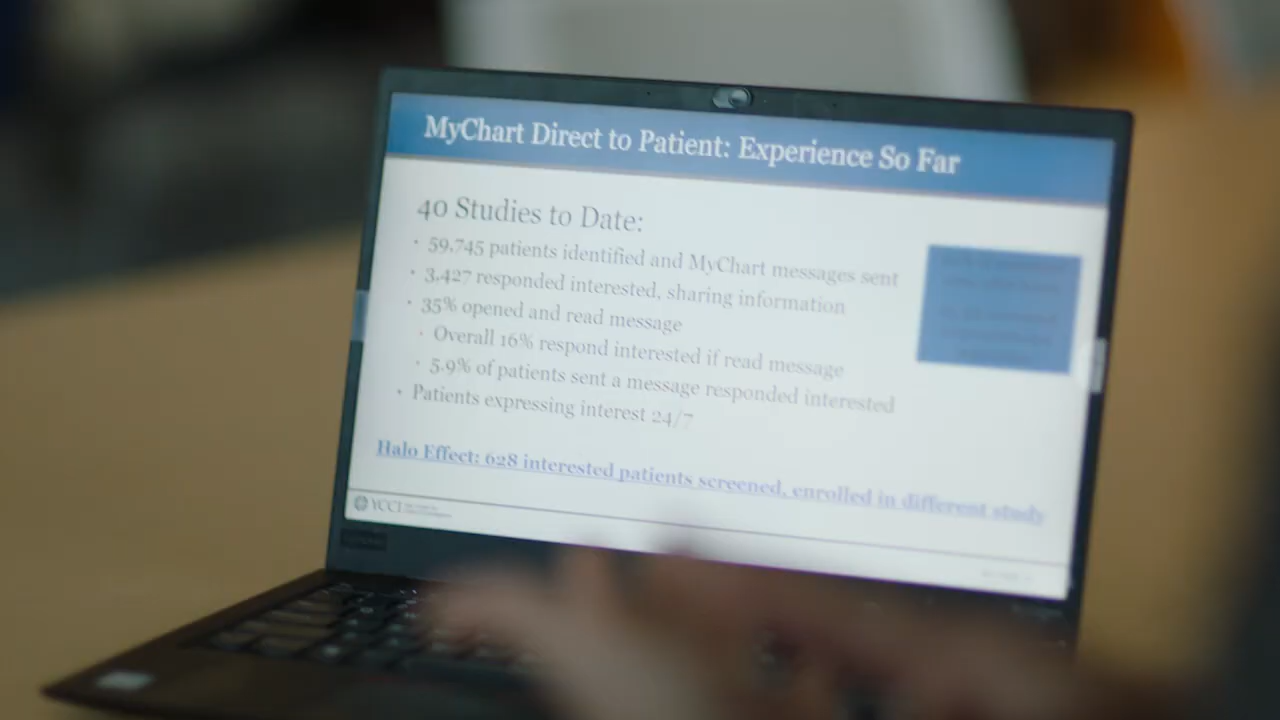 MyChart Direct to Patient: Experience So Far
40 Studies to Date:
• 59,745 patients identified and MyChart messages sent
• 3,427 responded interested, sharing information
• 35% opened and read message
• Overall 16% respond interested if read message
• 5.9% of patients sent a message responded interested
• Patients expressing interest 24/7
Halo Effect: 628 interested patients screened, enrolled in different study
YCCI